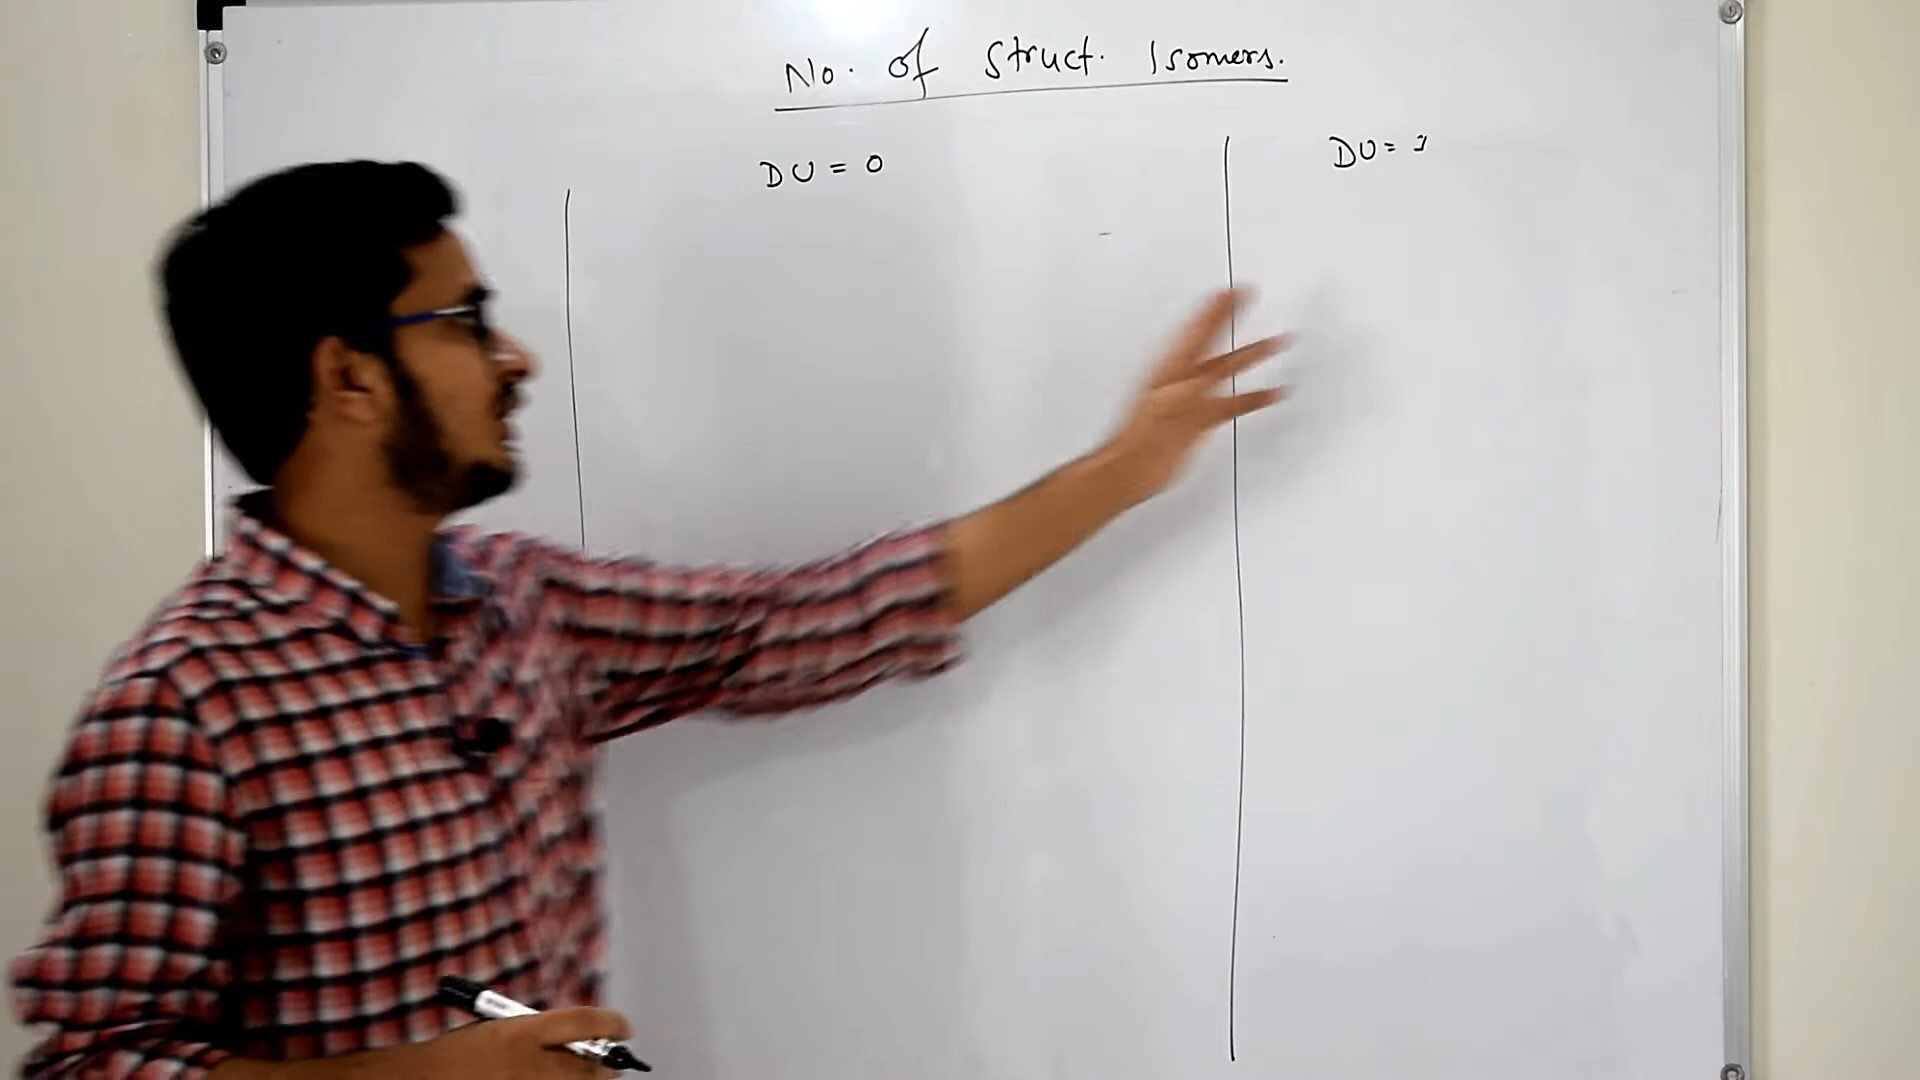 No. of Struct. Isomers.
DU = 0
DU = 1